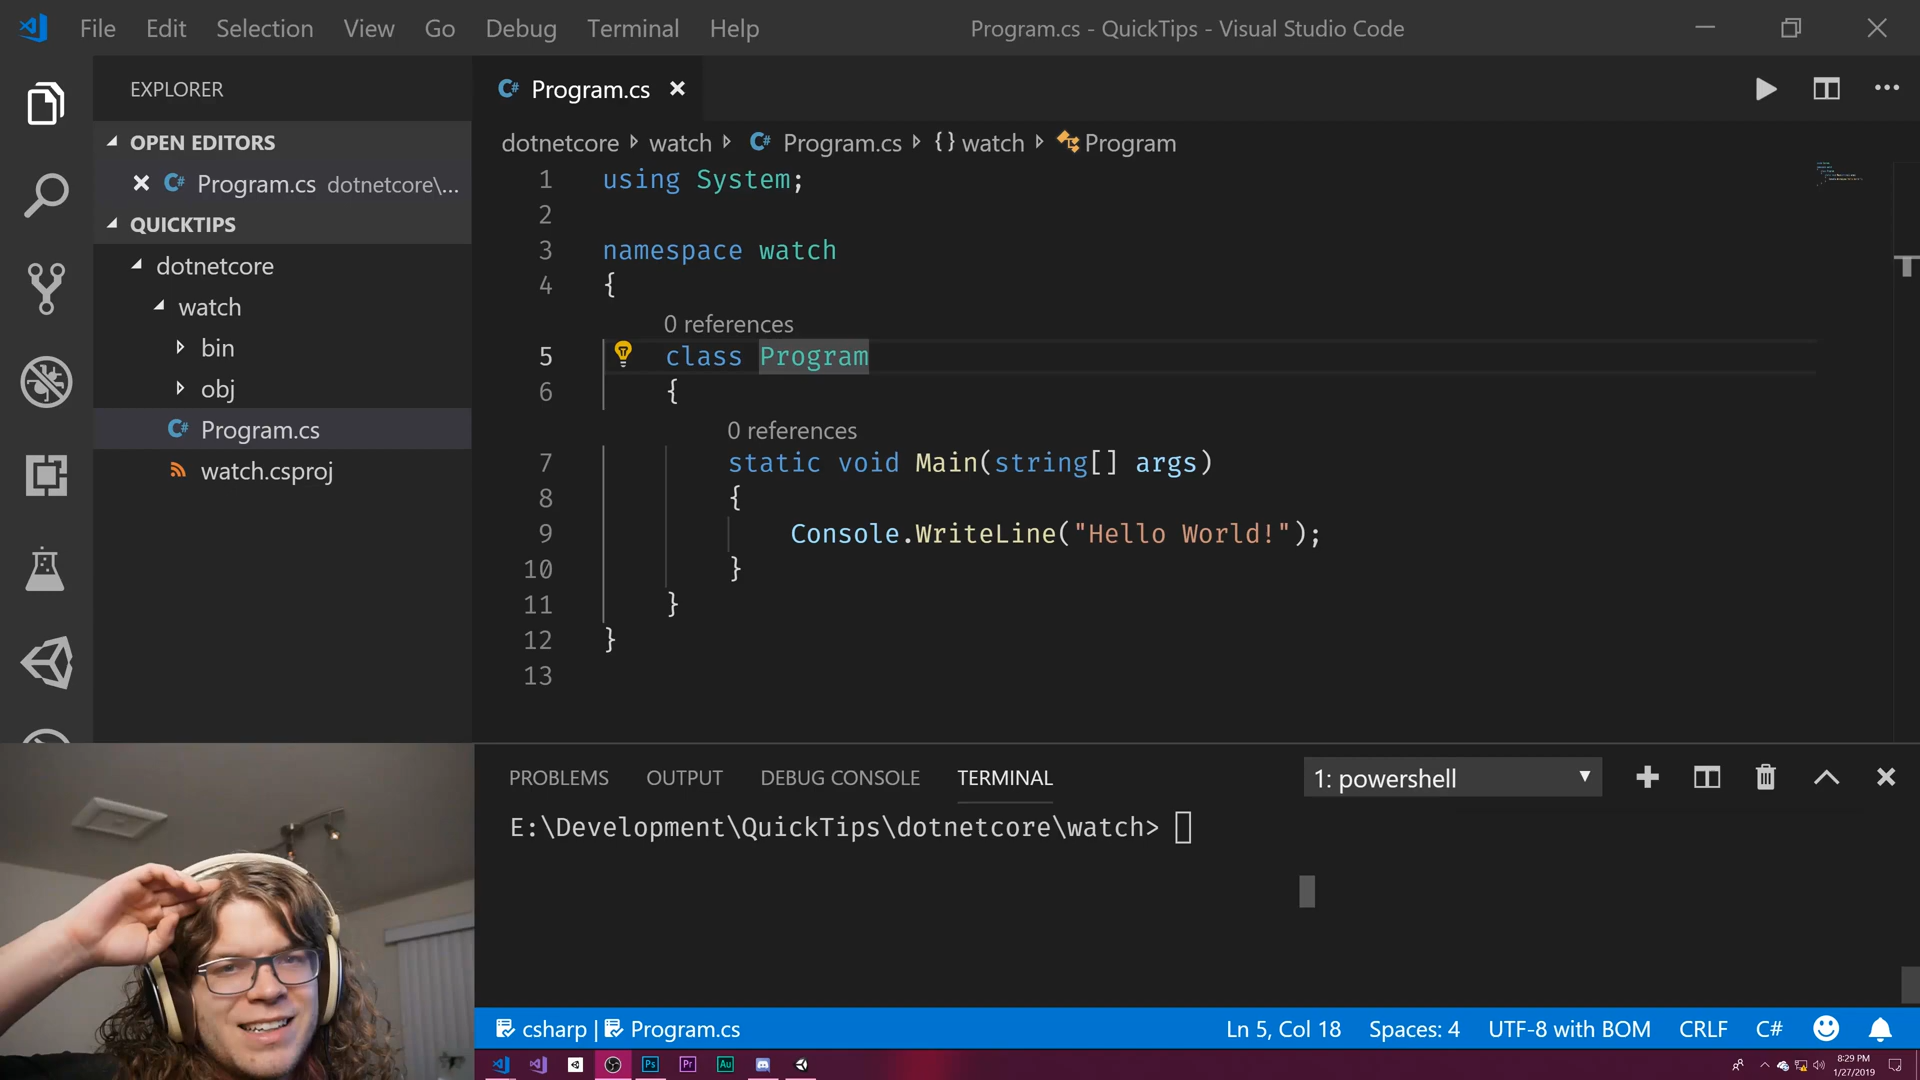 File Edit Selection View Go Debug Terminal Help
Program.cs - QuickTips - Visual Studio Code
EXPLORER
OPEN EDITORS
Program.cs dotnetcore\...
QUICKTIPS
dotnetcore
watch
bin
obj
C# Program.cs
watch.csproj
C# Program.cs
dotnetcore watch C# Program.cs {} watch Program
1 using System;
2
3 namespace watch
4 {
0 references
5 class Program
6 {
0 references
7 static void Main(string[] args)
8 {
9 Console.WriteLine("Hello World!");
10 }
11 }
12 }
13
PROBLEMS OUTPUT DEBUG CONSOLE TERMINAL 1: powershell
E:\Development\QuickTips\dotnetcore\watch>
csharp | Program.cs Ln 5, Col 18 Spaces: 4 UTF-8 with BOM CRLF C#
Ps Pr Au
8:29 PM
1/27/2019